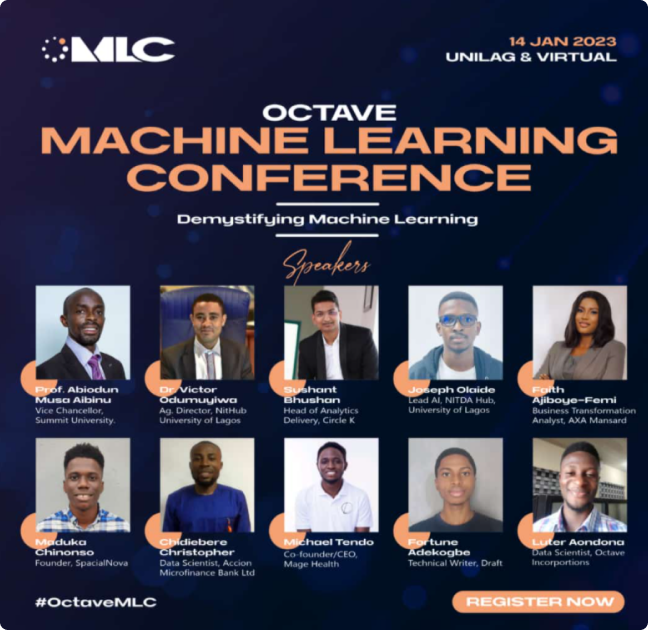 MLC
14 JAN 2023
UNILAG & VIRTUAL
OCTAVE
MACHINE LEARNING
CONFERENCE
Demystifying Machine Learning
Speakers
Prof. Abiodun
Musa Aibinu
Vice Chancellor,
Summit University.
Dr. Victor
Odumuyiwa
Ag. Director, NitHub
University of Lagos
Sushant
Bhushan
Head of Analytics
Delivery, Circle K
Joseph Olaide
Lead AI, NITDA Hub,
University of Lagos
Faith
Ajiboye-Femi
Business Transformation
Analyst, AXA Mansard
Maduka
Chinonso
Founder, SpacialNova
Chidiebere
Christopher
Data Scientist, Accion
Microfinance Bank Ltd
Michael Tendo
Co-founder/CEO,
Mage Health
Fortune
Adekogbe
Technical Writer, Draft
Luter Aondona
Data Scientist, Octave
Incorportions
#OctaveMLC
REGISTER NOW